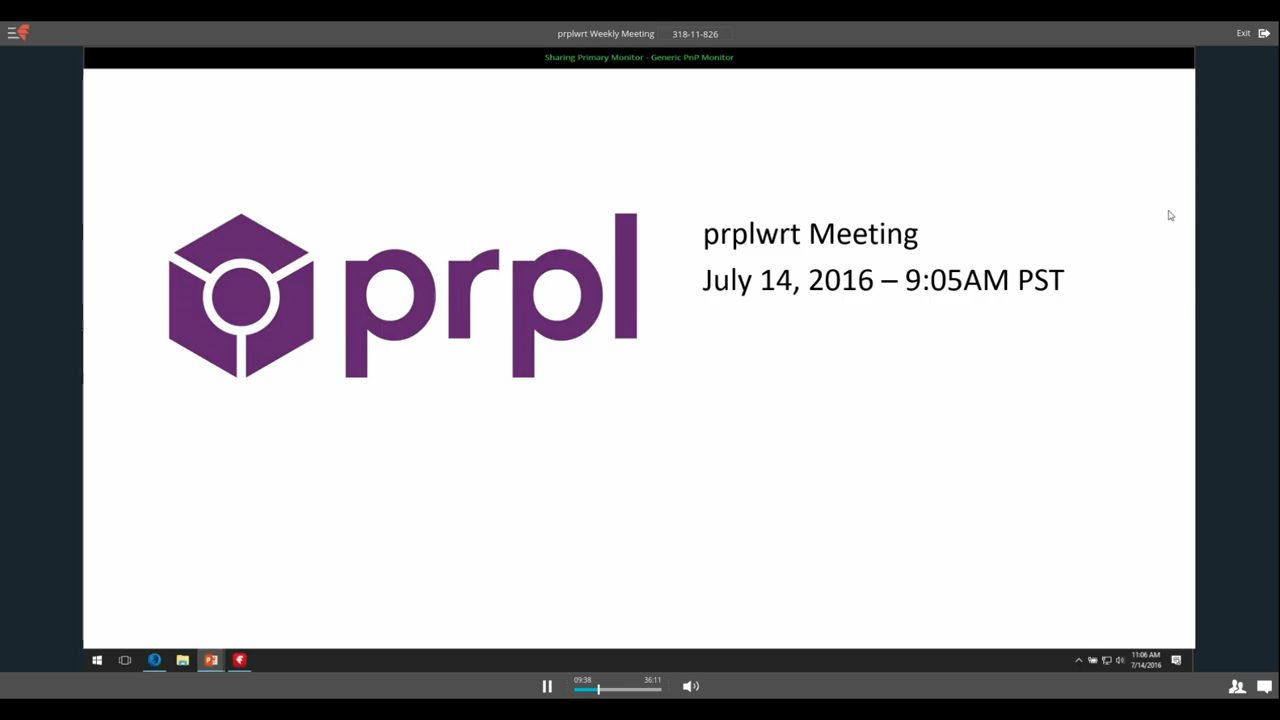 prplwrt Weekly Meeting 318-11-826
Exit
Sharing Primary Monitor - Generic PnP Monitor
prpl
prplwrt Meeting
July 14, 2016 – 9:05AM PST
11:06 AM
7/14/2016
09:38 36:11